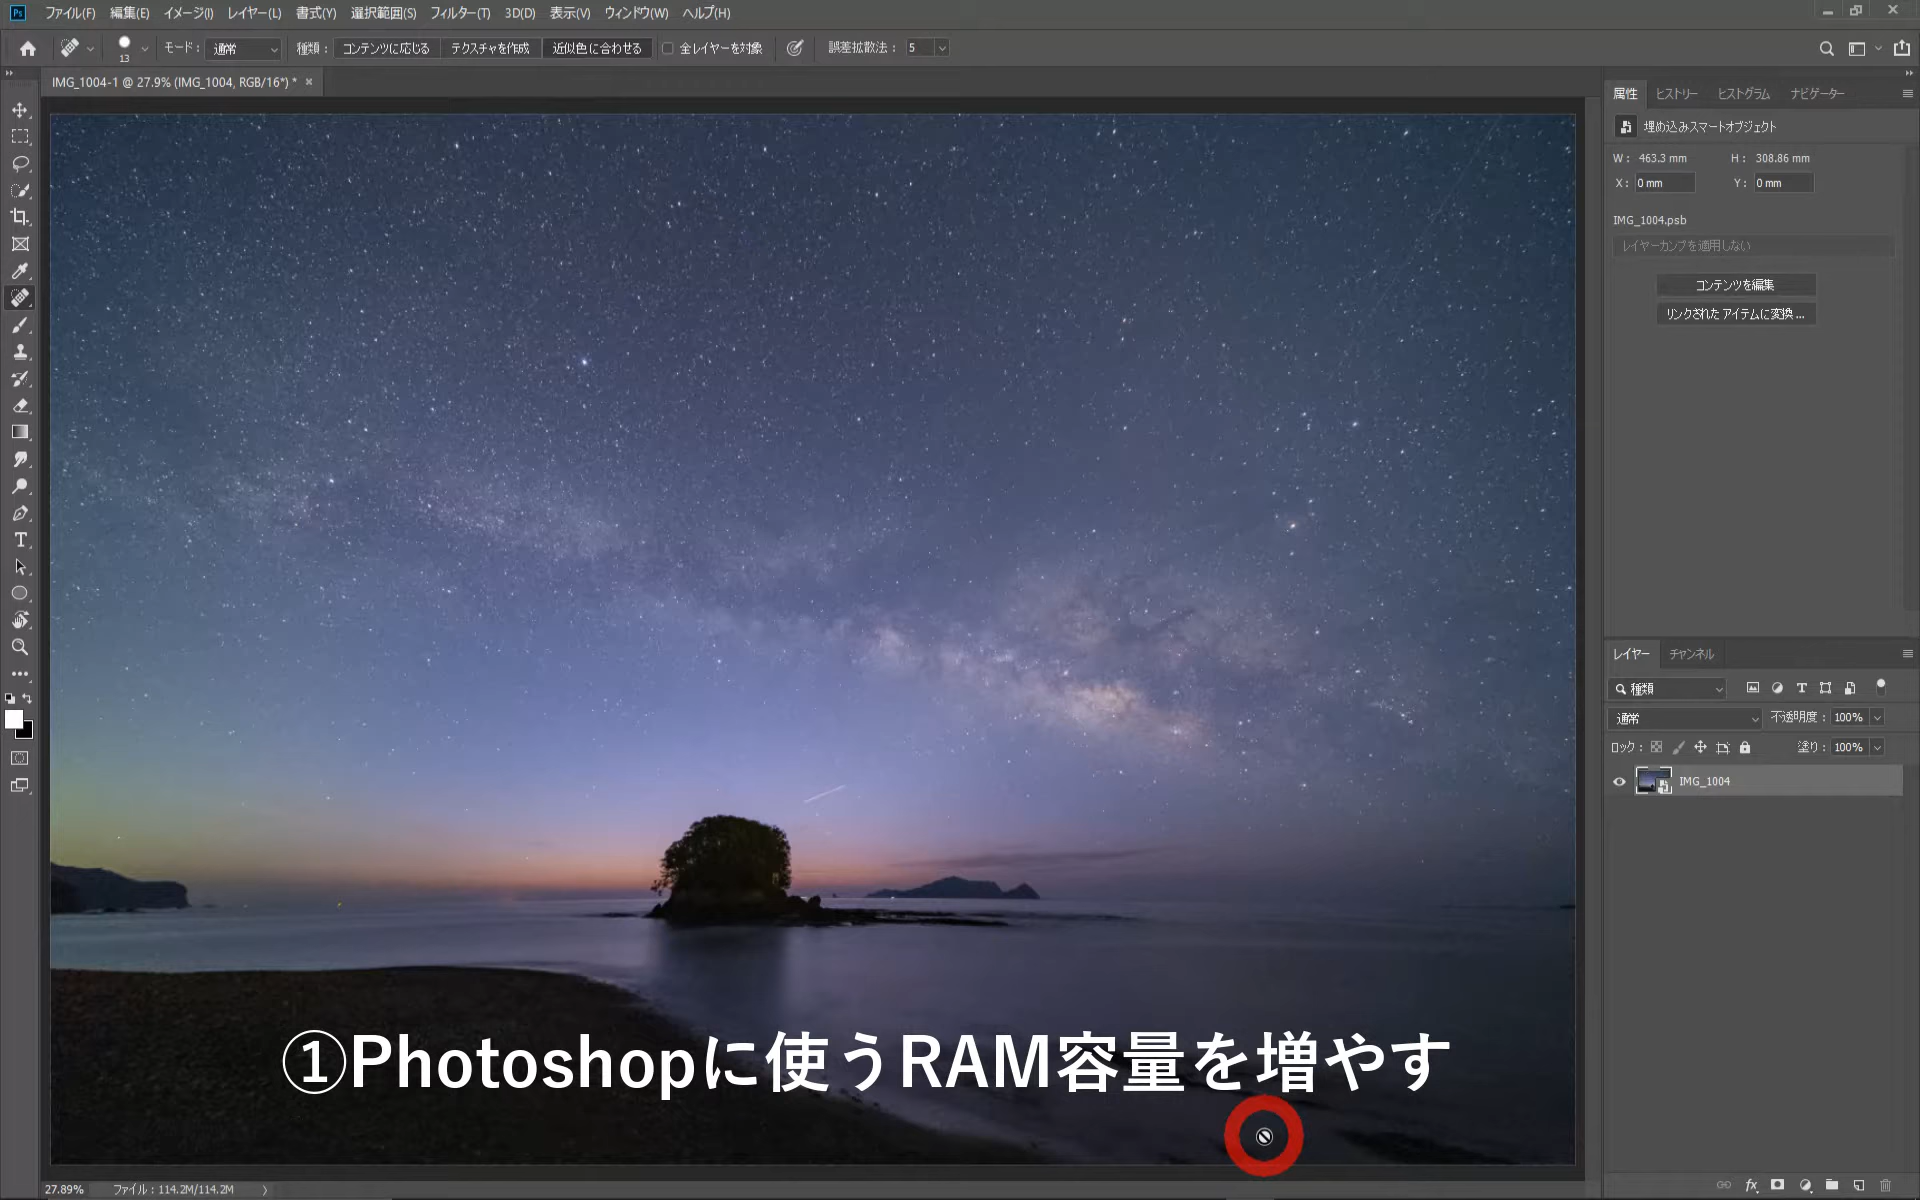 Ps ファイル(F) 編集(E) イメージ(I) レイヤー(L) 書式(Y) 選択範囲(S) フィルター(T) 3D(D) 表示(V) ウィンドウ(W) ヘルプ(H)
13 モード： 通常 種類： コンテンツに応じる テクスチャを作成 近似色に合わせる 全レイヤーを対象 誤差拡散法： 5
IMG_1004-1 @ 27.9% (IMG_1004, RGB/16*) *
属性 ヒストリー ヒストグラム ナビゲーター
埋め込みスマートオブジェクト
W： 463.3 mm H： 308.86 mm
X： 0 mm Y： 0 mm
IMG_1004.psb
レイヤーカンプを適用しない
コンテンツを編集
リンクされたアイテムに変換...
レイヤー チャンネル
種類
通常 不透明度： 100%
ロック： 塗り： 100%
IMG_1004
①Photoshopに使うRAM容量を増やす
27.89% ファイル：114.2M/114.2M
fx